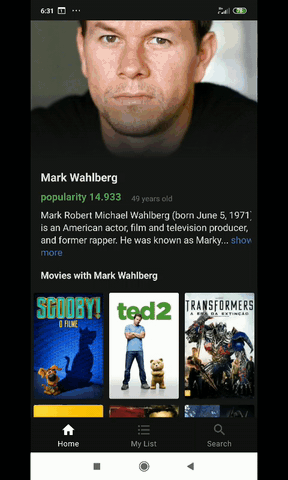 6:31
78
Mark Wahlberg
popularity 14.933 49 years old
Mark Robert Michael Wahlberg (born June 5, 1971)
is an American actor, film and television producer,
and former rapper. He was known as Marky... show
more
Movies with Mark Wahlberg
SCOOBY!
O FILME
ted2
TRANSFORMERS
A ERA DA EXTINÇÃO
Home My List Search